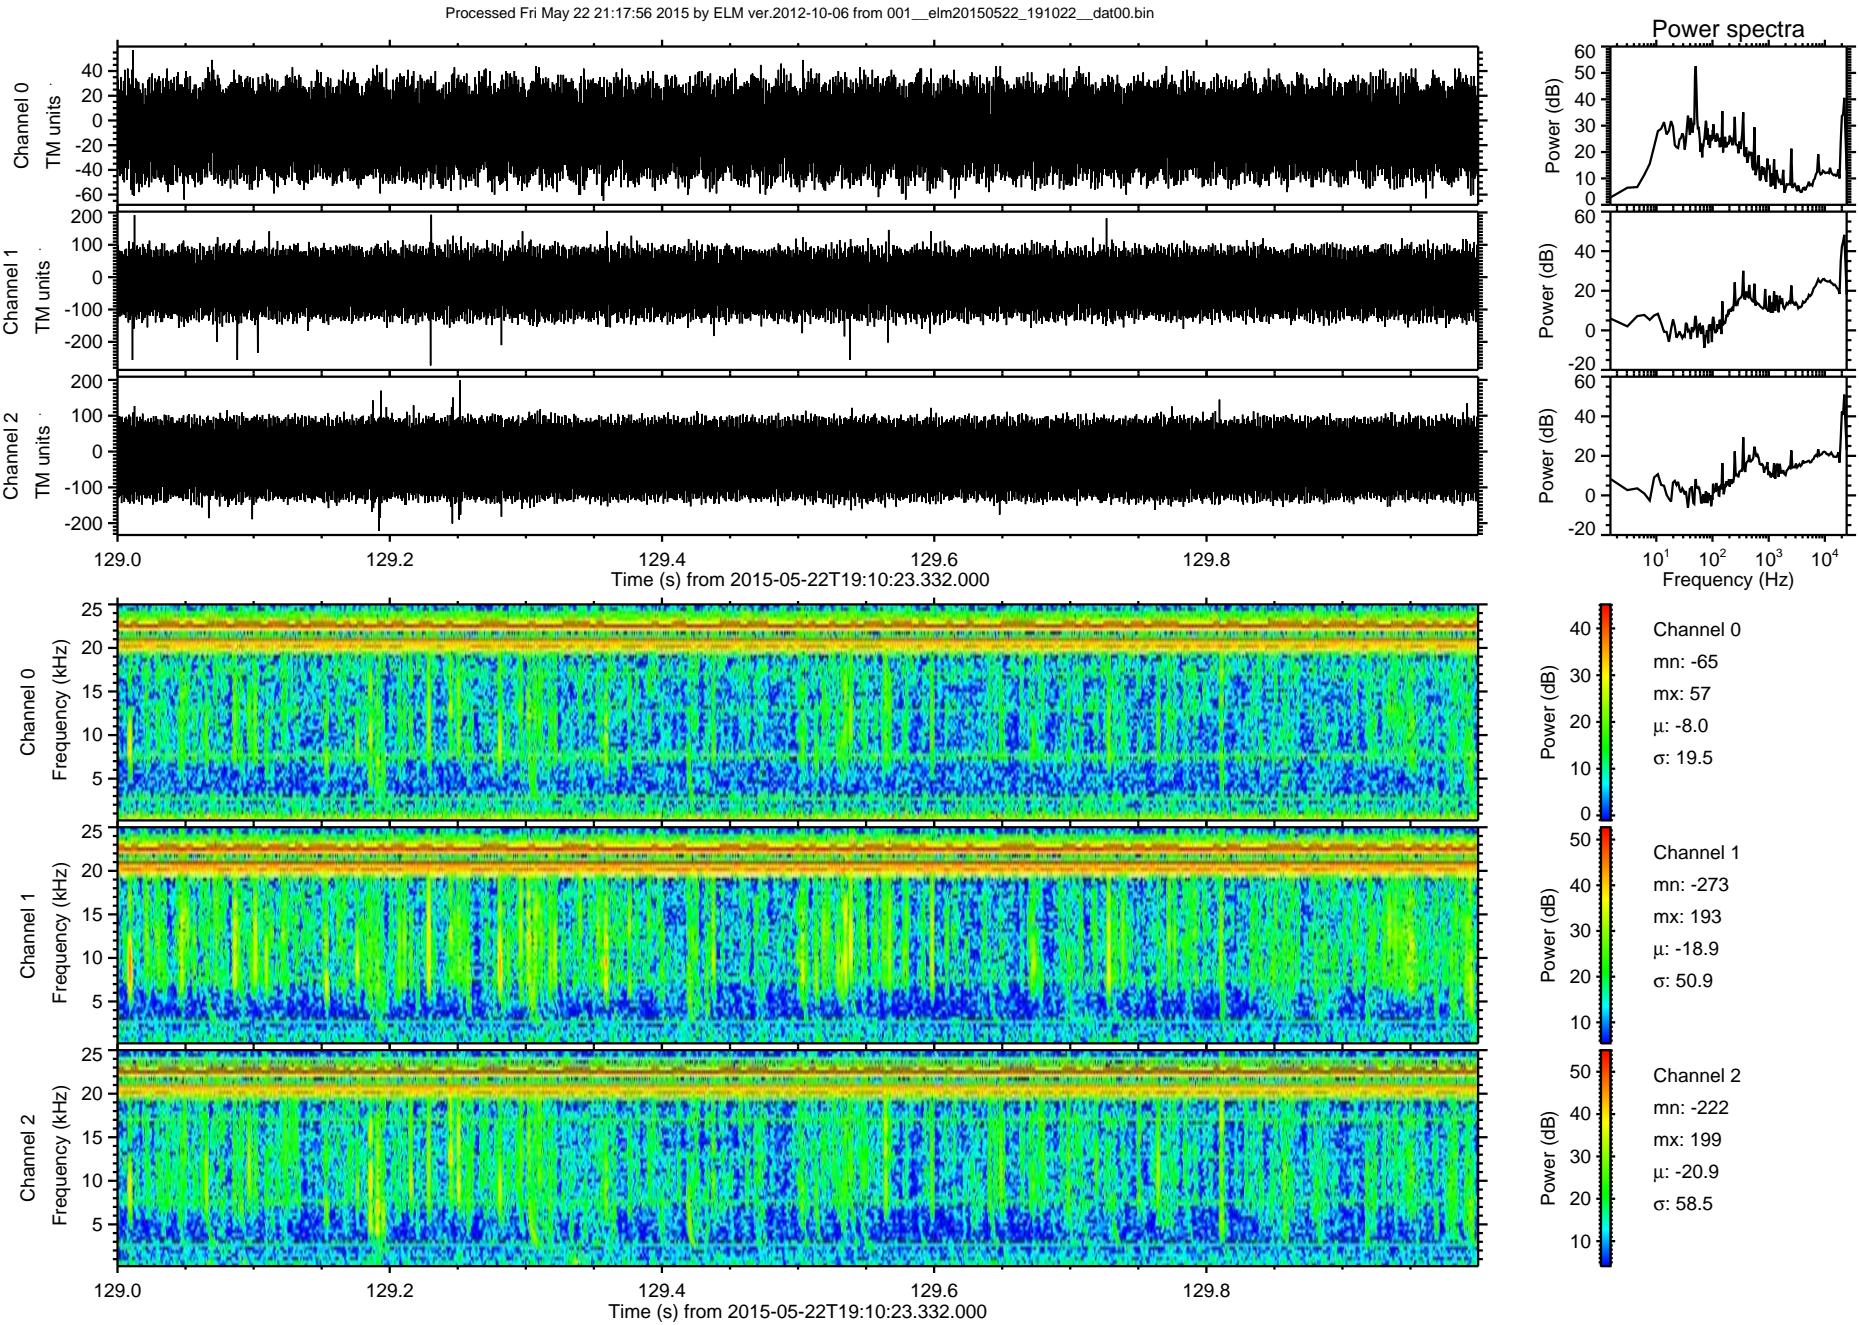 Processed Fri May 22 21:17:56 2015 by ELM ver.2012-10-06 from 001__elm20150522_191022__dat00.bin
Power spectra
Channel 0
TM units
40
20
0
-20
-40
-60
Power (dB)
60
50
40
30
20
10
0
Channel 1
TM units
200
100
0
-100
-200
Power (dB)
60
40
20
0
-20
Channel 2
TM units
200
100
0
-100
-200
Power (dB)
60
40
20
0
-20
129.0 129.2 129.4 129.6 129.8
Time (s) from 2015-05-22T19:10:23.332.000
10¹ 10² 10³ 10⁴
Frequency (Hz)
Channel 0
Frequency (kHz)
25
20
15
10
5
Power (dB)
40
30
20
10
0
Channel 0
mn: -65
mx: 57
μ: -8.0
σ: 19.5
Channel 1
Frequency (kHz)
25
20
15
10
5
Power (dB)
50
40
30
20
10
Channel 1
mn: -273
mx: 193
μ: -18.9
σ: 50.9
Channel 2
Frequency (kHz)
25
20
15
10
5
Power (dB)
50
40
30
20
10
Channel 2
mn: -222
mx: 199
μ: -20.9
σ: 58.5
129.0 129.2 129.4 129.6 129.8
Time (s) from 2015-05-22T19:10:23.332.000